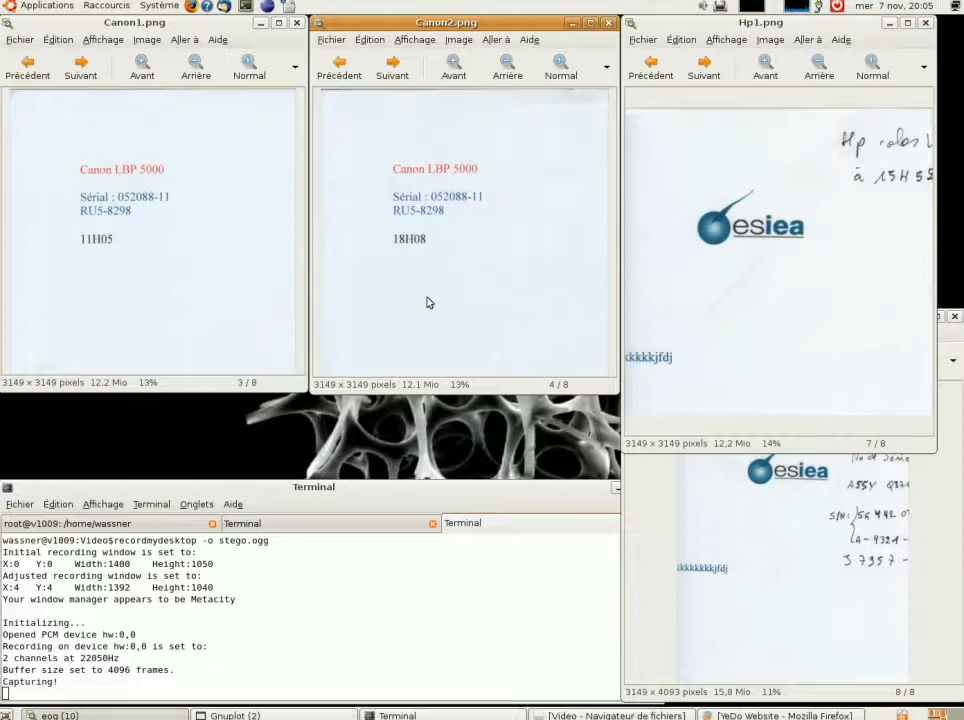 Applications Raccourcis Système
mer 7 nov, 20:05
Canon1.png
Fichier Édition Affichage Image Aller à Aide
Précédent Suivant Avant Arrière Normal
Canon LBP 5000
Sérial : 052088-11
RU5-8298
11H05
3149 x 3149 pixels 12,2 Mio 13% 3 / 8
Canon2.png
Fichier Édition Affichage Image Aller à Aide
Précédent Suivant Avant Arrière Normal
Canon LBP 5000
Sérial : 052088-11
RU5-8298
18H08
3149 x 3149 pixels 12,1 Mio 13% 4 / 8
Hp1.png
Fichier Édition Affichage Image Aller à Aide
Précédent Suivant Avant Arrière Normal
Hp
à 15H5
esiea
kkkkkjfdj
3149 x 3149 pixels 12,2 Mio 14% 7 / 8
esiea
ASSY
S/N:
kkkkkkkkjfdj
3149 x 4093 pixels 15,8 Mio 11% 8 / 8
Terminal
Fichier Édition Affichage Terminal Onglets Aide
root@v1009: /home/wassner Terminal Terminal
wassner@v1009:Video$recordmydesktop -o stego.ogg
Initial recording window is set to:
X:0 Y:0 Width:1400 Height:1050
Adjusted recording window is set to:
X:4 Y:4 Width:1392 Height:1040
Your window manager appears to be Metacity
Initializing...
Opened PCM device hw:0,0
Recording on device hw:0,0 is set to:
2 channels at 22050Hz
Buffer size set to 4096 frames.
Capturing!
eog (10) Gnuplot (2) Terminal [Video - Navigateur de fichiers] [YeDo Website - Mozilla Firefox]